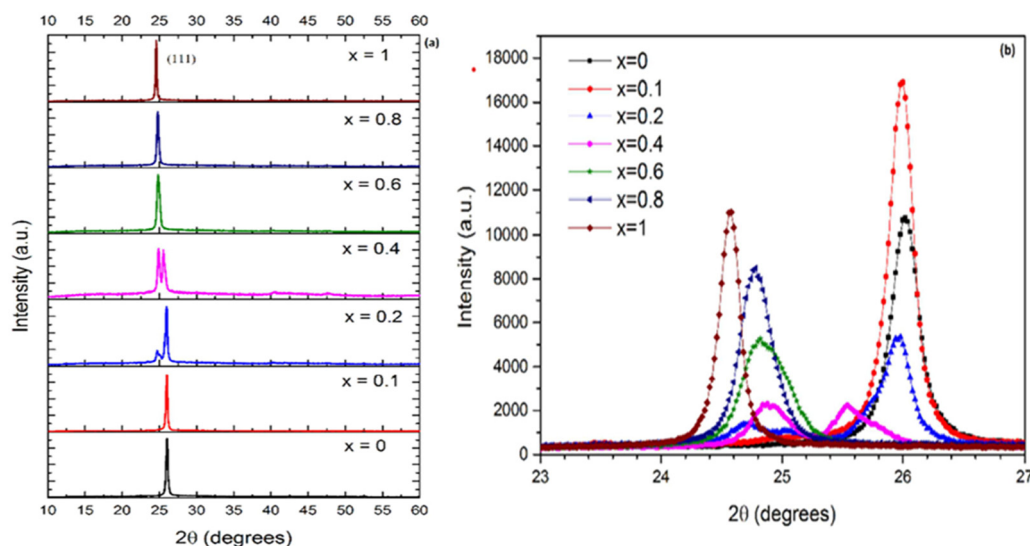 10 15 20 25 30 35 40 45 50 55 60
(a)
(111)
x = 1
x = 0.8
x = 0.6
x = 0.4
x = 0.2
x = 0.1
x = 0
Intensity (a.u.)
10 15 20 25 30 35 40 45 50 55 60
2θ (degrees)
(b)
18000
16000
14000
12000
10000
8000
6000
4000
2000
0
Intensity (a.u.)
x=0
x=0.1
x=0.2
x=0.4
x=0.6
x=0.8
x=1
23 24 25 26 27
2θ (degrees)